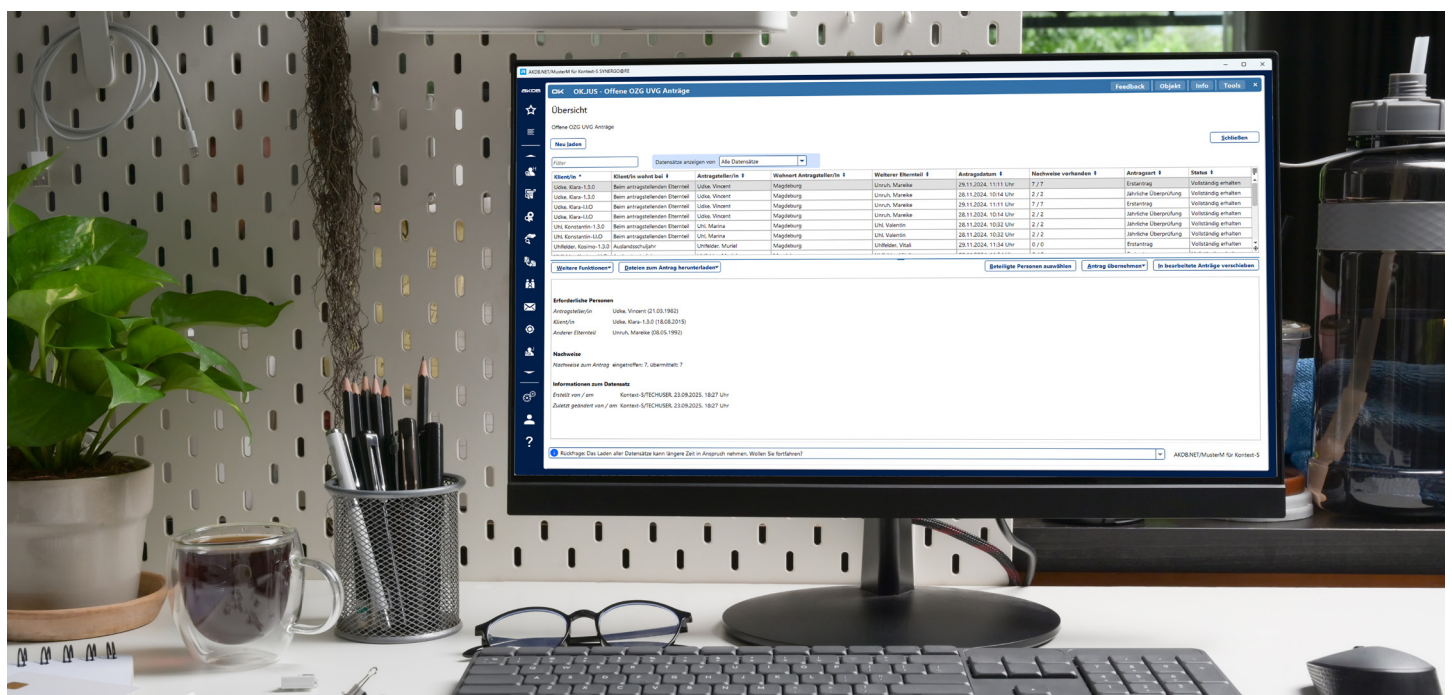 AKDB.NET/MusterM für Kontext-S SYNERGO@RE
AKDB OK OK.JUS - Offene OZG UVG Anträge Feedback Objekt Info Tools
Übersicht
Offene OZG UVG Anträge
Neu laden Schließen
Filter Datensätze anzeigen von: Alle Datensätze
Klient/in Klient/in wohnt bei Antragsteller/in Wohnort Antragsteller/in Weiterer Elternteil Antragsdatum Nachweise vorhanden Antragsart Status
Udke, Klara-1.3.0 Beim antragstellenden Elternteil Udke, Vincent Magdeburg Unruh, Mareike 29.11.2024, 11:11 Uhr 7 / 7 Erstantrag Vollständig erhalten
Udke, Klara-1.3.0 Beim antragstellenden Elternteil Udke, Vincent Magdeburg Unruh, Mareike 28.11.2024, 10:14 Uhr 2 / 2 Jährliche Überprüfung Vollständig erhalten
Udke, Klara-I.I.O Beim antragstellenden Elternteil Udke, Vincent Magdeburg Unruh, Mareike 29.11.2024, 11:11 Uhr 7 / 7 Erstantrag Vollständig erhalten
Udke, Klara-I.I.O Beim antragstellenden Elternteil Udke, Vincent Magdeburg Unruh, Mareike 28.11.2024, 10:14 Uhr 2 / 2 Jährliche Überprüfung Vollständig erhalten
Uhl, Konstantin-1.3.0 Beim antragstellenden Elternteil Uhl, Marina Magdeburg Uhl, Valentin 28.11.2024, 10:32 Uhr 2 / 2 Jährliche Überprüfung Vollständig erhalten
Uhl, Konstantin-I.I.O Beim antragstellenden Elternteil Uhl, Marina Magdeburg Uhl, Valentin 28.11.2024, 10:32 Uhr 2 / 2 Jährliche Überprüfung Vollständig erhalten
Uhlfelder, Kosimo-1.3.0 Auslandsschuljahr Uhlfelder, Muriel Magdeburg Uhlfelder, Vitali 29.11.2024, 11:34 Uhr 0 / 0 Erstantrag Vollständig erhalten
Weitere Funktionen Dateien zum Antrag herunterladen Beteiligte Personen auswählen Antrag übernehmen In bearbeitete Anträge verschieben
Erforderliche Personen
Antragsteller/in Udke, Vincent (21.03.1982)
Klient/in Udke, Klara-1.3.0 (18.08.2015)
Anderer Elternteil Unruh, Mareike (08.05.1992)
Nachweise
Nachweise zum Antrag eingetroffen: 7, übermittelt: 7
Informationen zum Datensatz
Erstellt von / am Kontext-S/TECHUSER, 23.09.2025, 18:27 Uhr
Zuletzt geändert von / am Kontext-S/TECHUSER, 23.09.2025, 18:27 Uhr
Rückfrage: Das Laden aller Datensätze kann längere Zeit in Anspruch nehmen. Wollen Sie fortfahren? AKDB.NET/MusterM für Kontext-S